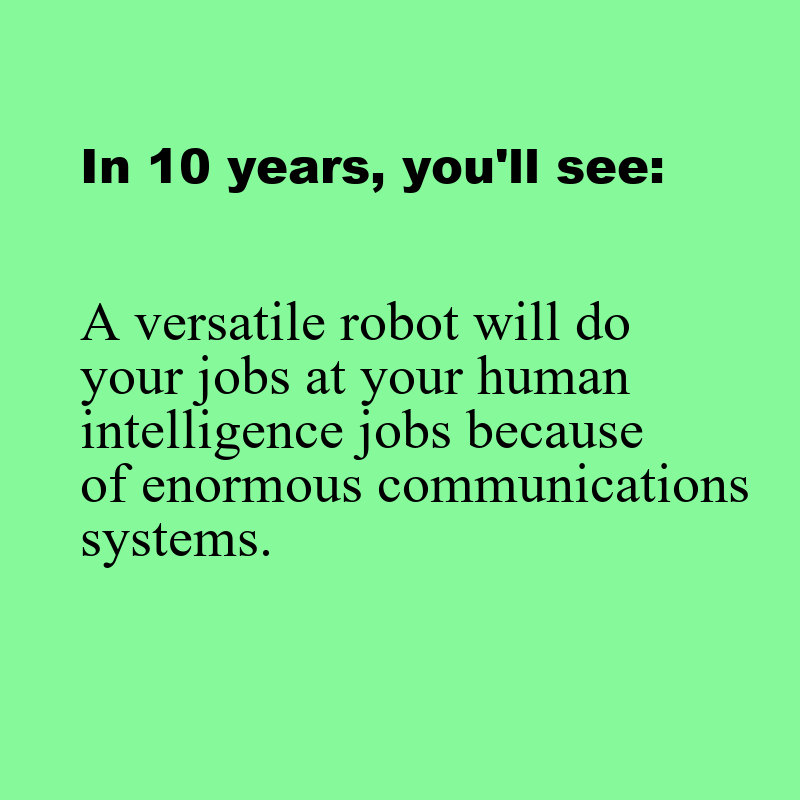 In 10 years, you'll see:
A versatile robot will do
your jobs at your human
intelligence jobs because
of enormous communications
systems.